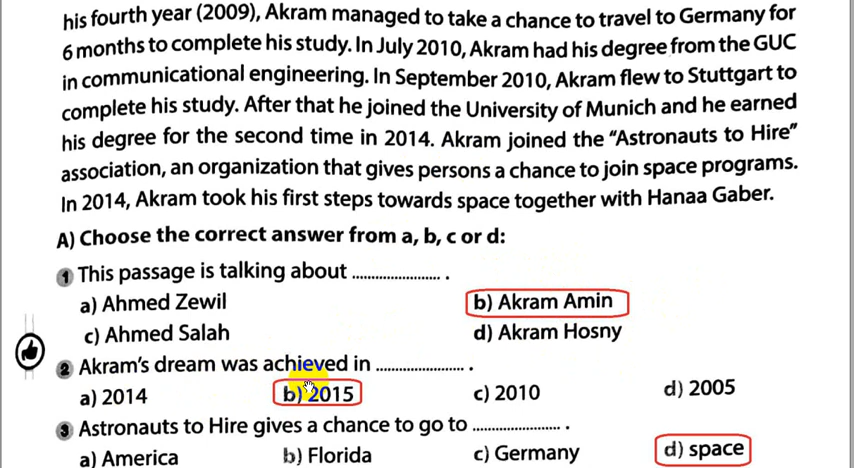 his fourth year (2009), Akram managed to take a chance to travel to Germany for
6 months to complete his study. In July 2010, Akram had his degree from the GUC
in communicational engineering. In September 2010, Akram flew to Stuttgart to
complete his study. After that he joined the University of Munich and he earned
his degree for the second time in 2014. Akram joined the "Astronauts to Hire"
association, an organization that gives persons a chance to join space programs.
In 2014, Akram took his first steps towards space together with Hanaa Gaber.
A) Choose the correct answer from a, b, c or d:
1 This passage is talking about ...................... .
a) Ahmed Zewil b) Akram Amin
c) Ahmed Salah d) Akram Hosny
2 Akram's dream was achieved in ...................... .
a) 2014 b) 2015 c) 2010 d) 2005
3 Astronauts to Hire gives a chance to go to ...................... .
a) America b) Florida c) Germany d) space